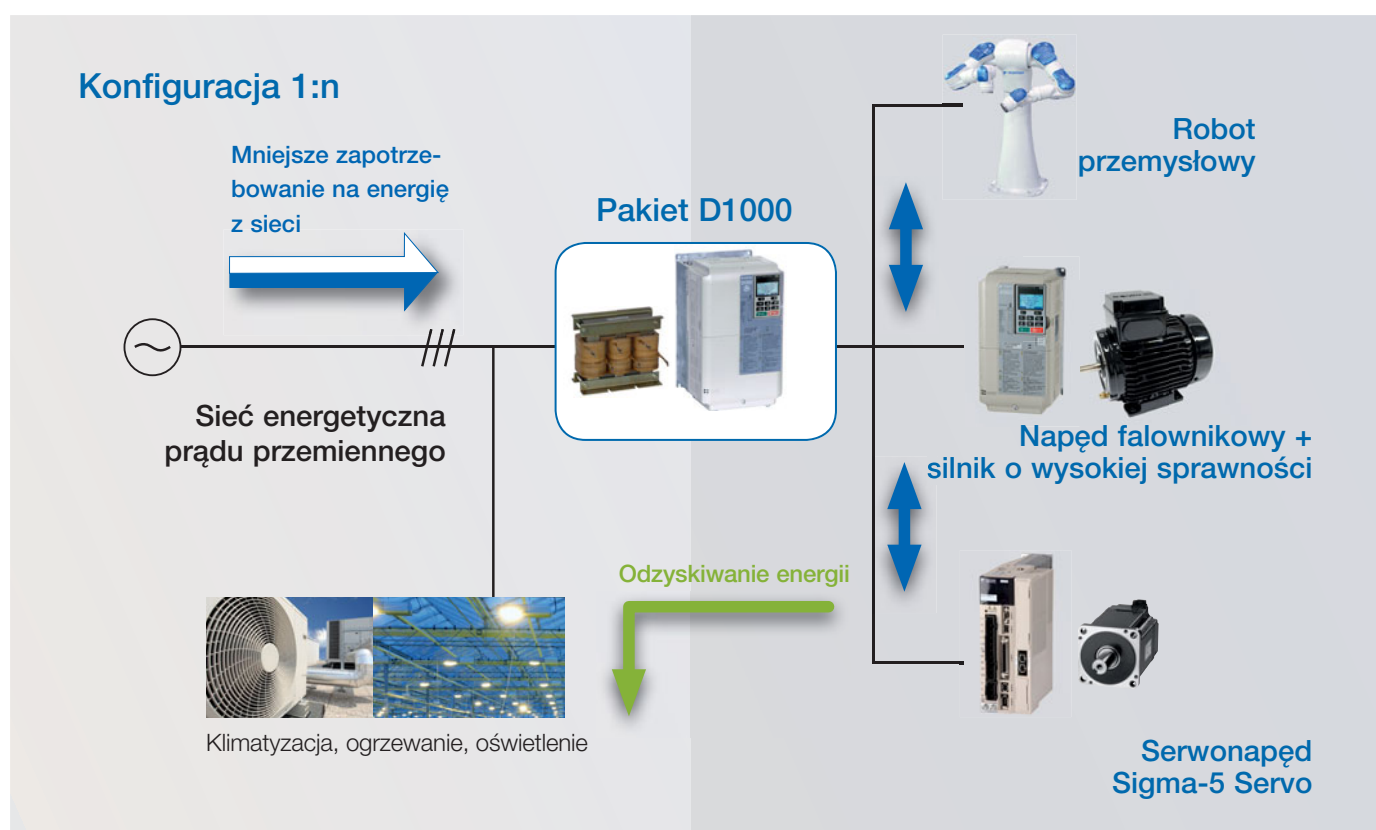 Konfiguracja 1:n
Mniejsze zapotrze-
bowanie na energię
z sieci
Pakiet D1000
Robot
przemysłowy
Sieć energetyczna
prądu przemiennego
Napęd falownikowy +
silnik o wysokiej sprawności
Odzyskiwanie energii
Klimatyzacja, ogrzewanie, oświetlenie
Serwonapęd
Sigma-5 Servo